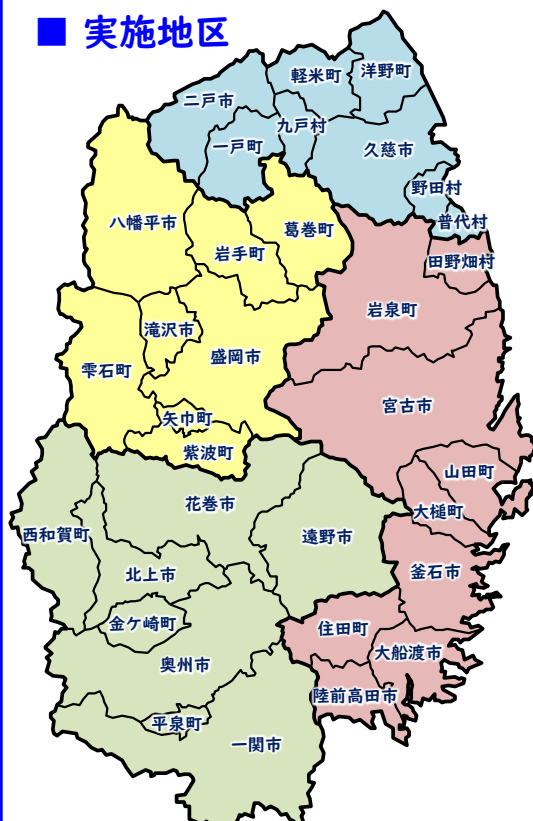 ■ 実施地区
洋野町
軽米町
二戸市
九戸村
一戸町
久慈市
野田村
普代村
八幡平市
葛巻町
岩手町
田野畑村
岩泉町
滝沢市
盛岡市
雫石町
宮古市
矢巾町
紫波町
山田町
花巻市
大槌町
西和賀町
遠野市
釜石市
北上市
金ケ崎町
住田町
大船渡市
奥州市
陸前高田市
平泉町
一関市